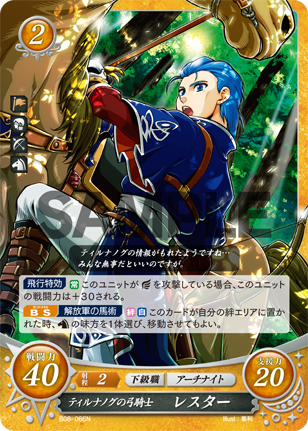 2
SAMPLE
ティルナノグの情報がもれたようですね…
みんな無事だといいのですが。
飛行特効 常 このユニットが を攻撃している場合、このユニット
の戦闘力は+30される。
BS 解放軍の馬術 絆 自 このカードが自分の絆エリアに置か
れた時、 の味方を1体選び、移動させてもよい。
戦闘力
40
射程 2 下級職 アーチナイト
支援力
20
ティルナノグの弓騎士 レスター
B08-066N
Illust: